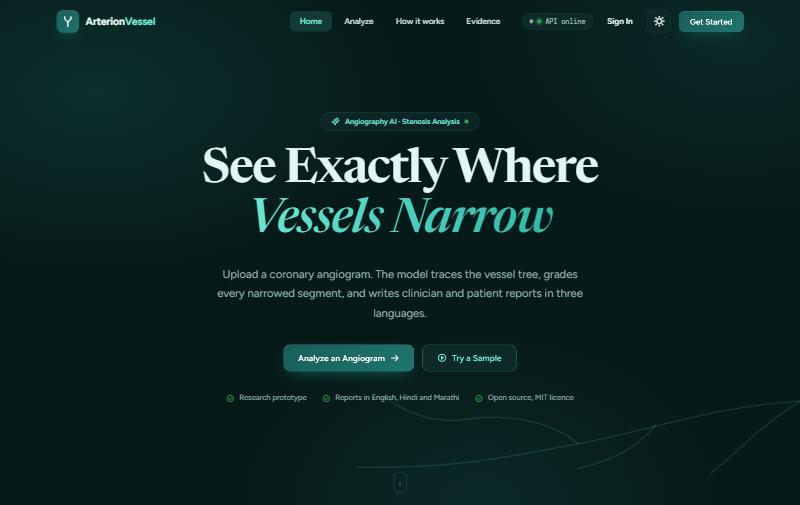 ArterionVessel
Home
Analyze
How it works
Evidence
API online
Sign In
Get Started
Angiography AI · Stenosis Analysis
See Exactly Where
Vessels Narrow
Upload a coronary angiogram. The model traces the vessel tree, grades
every narrowed segment, and writes clinician and patient reports in three
languages.
Analyze an Angiogram →
Try a Sample
Research prototype
Reports in English, Hindi and Marathi
Open source, MIT licence